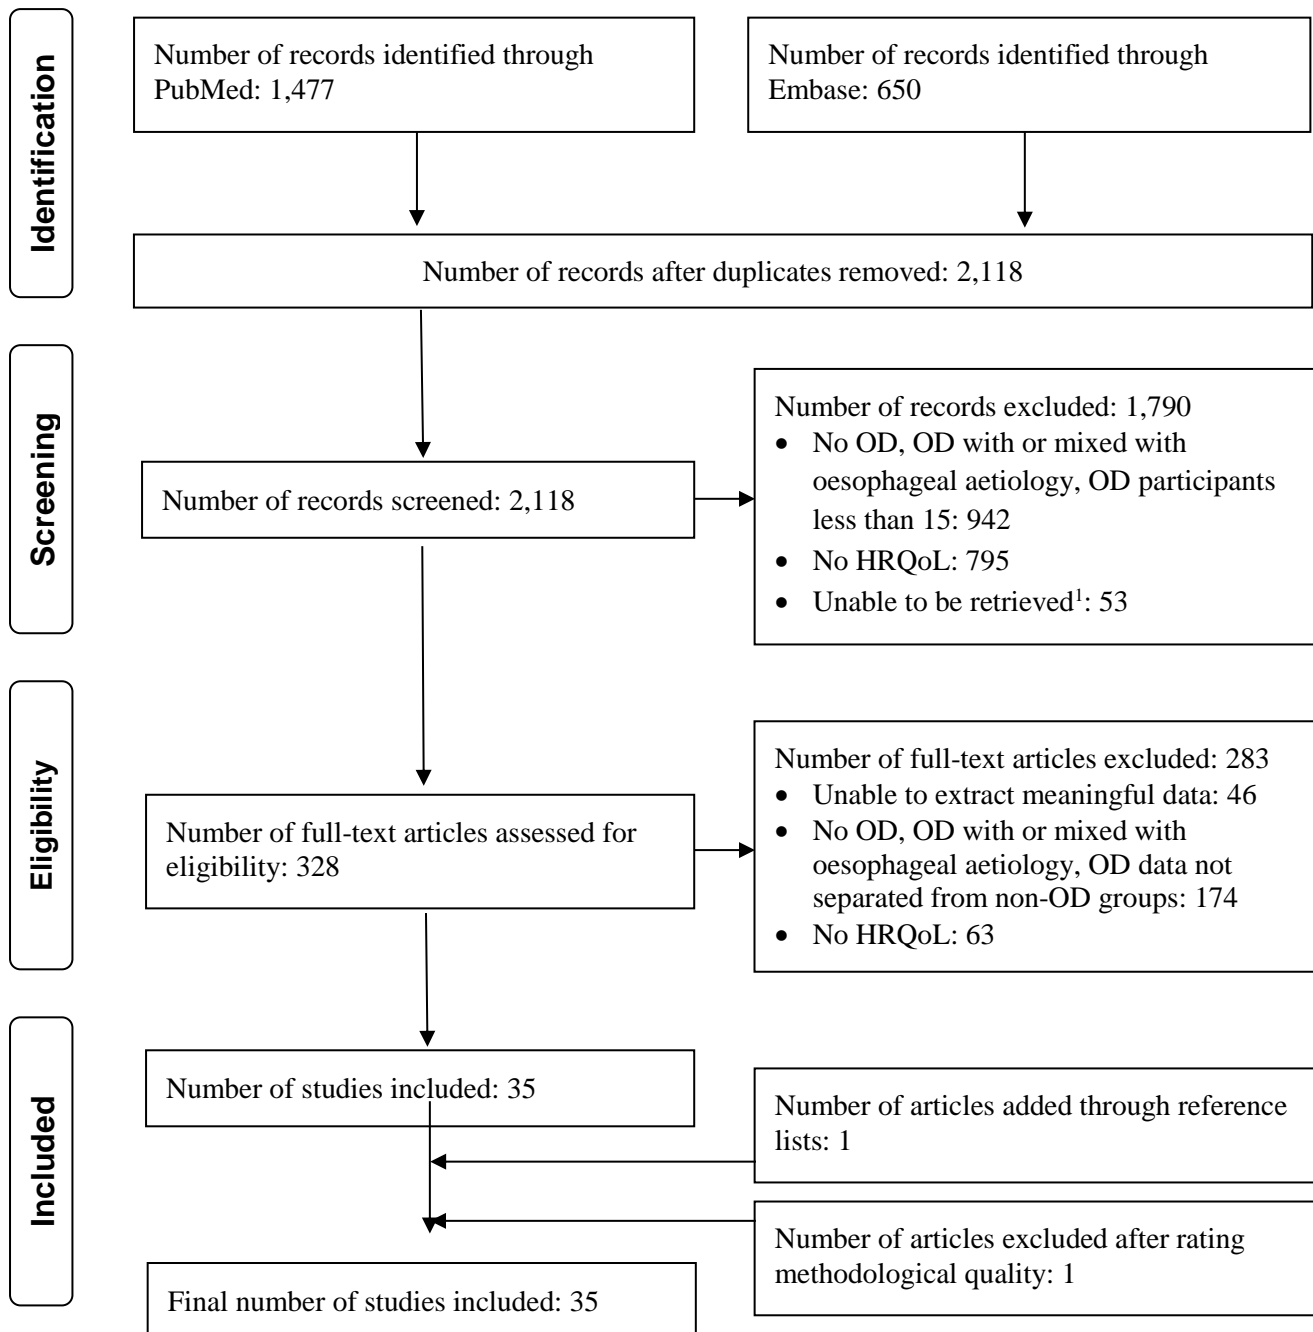 Identification
Number of records identified through
PubMed: 1,477
Number of records identified through
Embase: 650
Number of records after duplicates removed: 2,118
Screening
Number of records screened: 2,118
Number of records excluded: 1,790
• No OD, OD with or mixed with
oesophageal aetiology, OD participants
less than 15: 942
• No HRQoL: 795
• Unable to be retrieved¹: 53
Eligibility
Number of full-text articles assessed for
eligibility: 328
Number of full-text articles excluded: 283
• Unable to extract meaningful data: 46
• No OD, OD with or mixed with
oesophageal aetiology, OD data not
separated from non-OD groups: 174
• No HRQoL: 63
Included
Number of studies included: 35
Number of articles added through reference
lists: 1
Number of articles excluded after rating
methodological quality: 1
Final number of studies included: 35